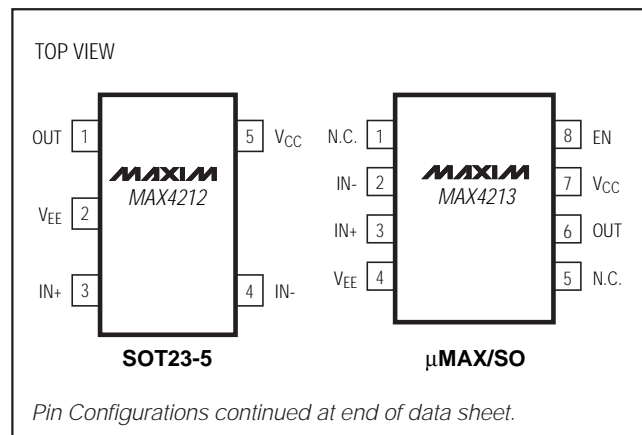 TOP VIEW
OUT 1
VEE 2
IN+ 3
5 VCC
4 IN-
MAXIM
MAX4212
SOT23-5
N.C. 1
IN- 2
IN+ 3
VEE 4
8 EN
7 VCC
6 OUT
5 N.C.
MAXIM
MAX4213
µMAX/SO
Pin Configurations continued at end of data sheet.